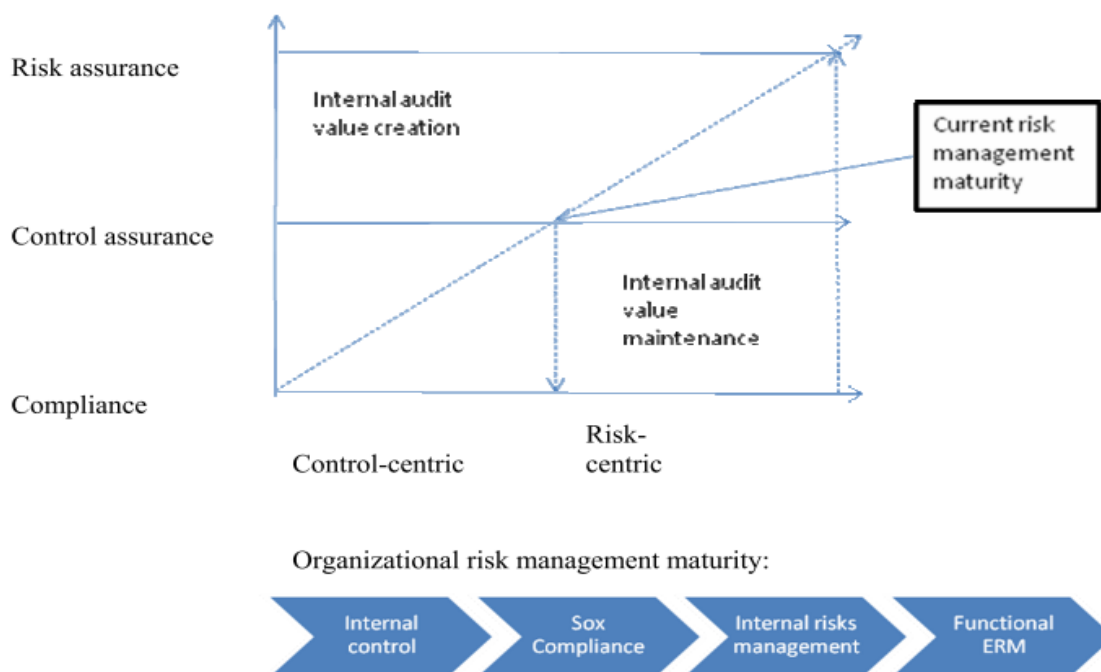 Risk assurance
Internal audit
value creation
Current risk
management
maturity
Control assurance
Internal audit
value
maintenance
Compliance
Risk-
centric
Control-centric
Organizational risk management maturity:
Internal
control
Sox
Compliance
Internal risks
management
Functional
ERM